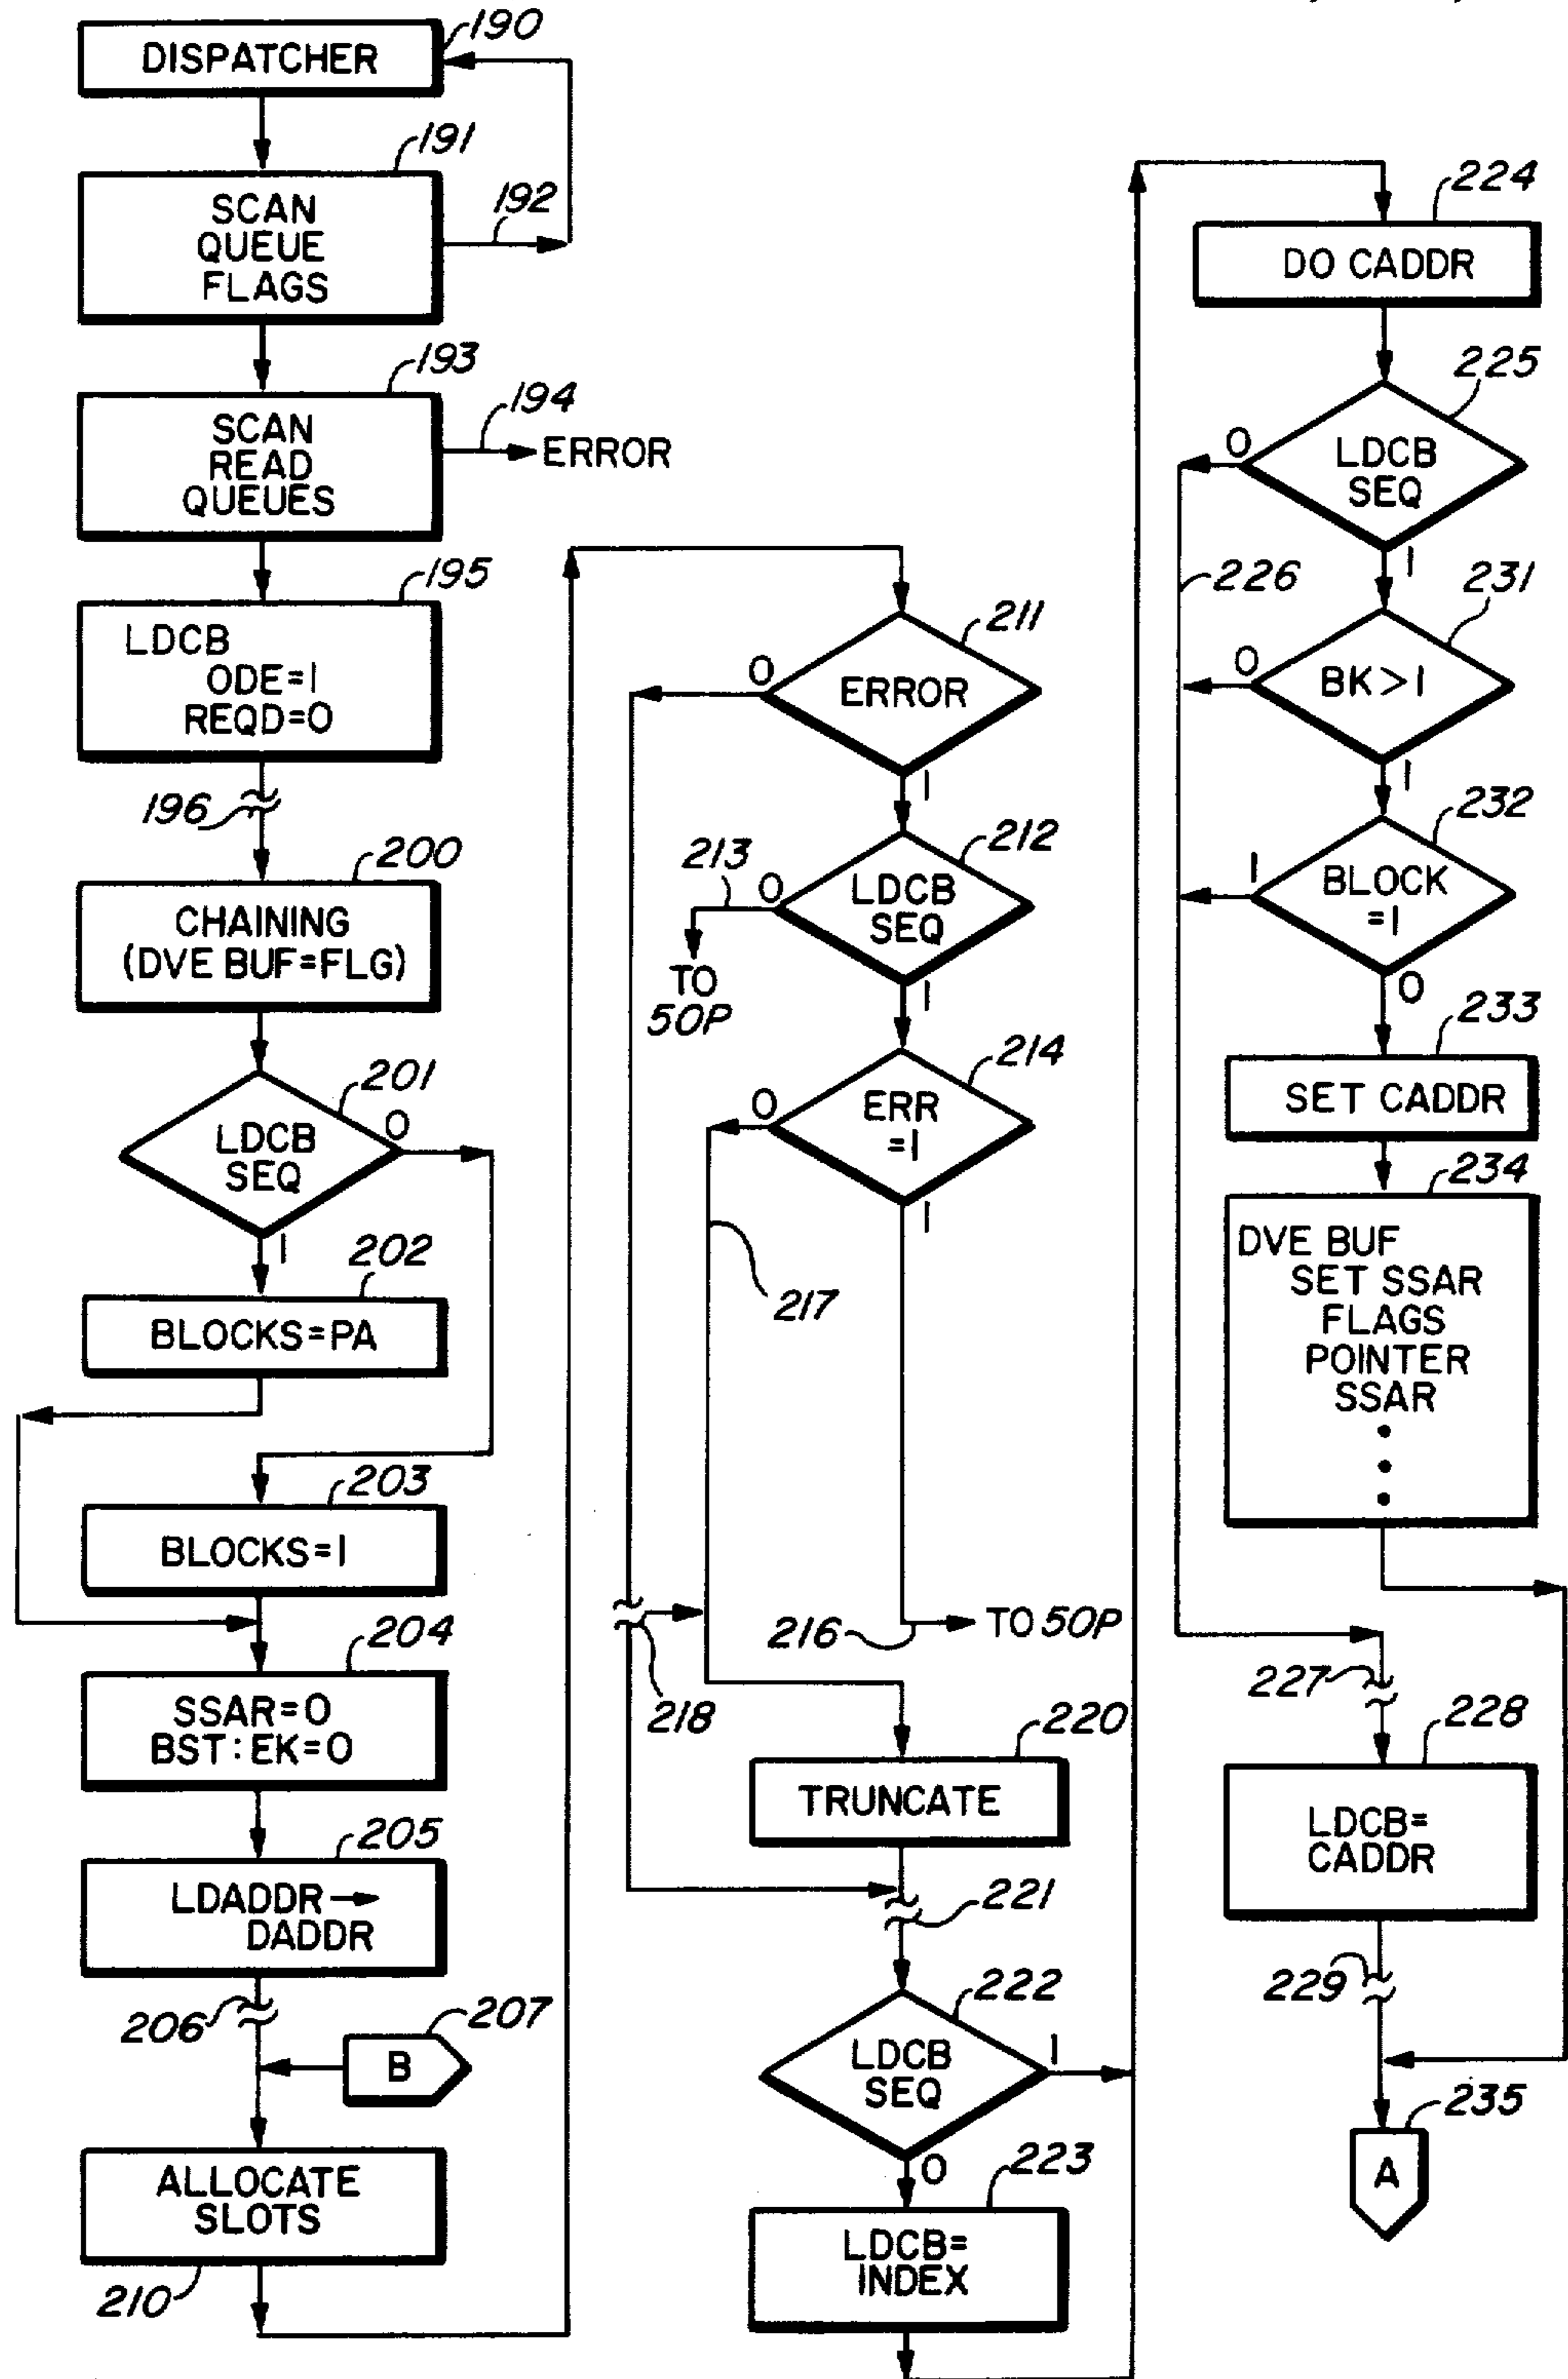 190
DISPATCHER
191
SCAN
QUEUE
FLAGS
192
193
SCAN
READ
QUEUES
194
ERROR
195
LDCB
ODE=1
REQD=0
196
200
CHAINING
(DVE BUF=FLG)
201
LDCB
SEQ
0
1
202
BLOCKS=PA
203
BLOCKS=1
204
SSAR=0
BST:EK=0
205
LDADDR→
DADDR
206
207
B
ALLOCATE
SLOTS
210
211
0
ERROR
1
212
213
0
LDCB
SEQ
TO
50P
1
214
0
ERR
=1
1
217
216
TO 50P
218
220
TRUNCATE
221
222
LDCB
SEQ
1
0
223
LDCB=
INDEX
224
DO CADDR
225
0
LDCB
SEQ
1
226
231
0
BK>1
1
232
1
BLOCK
=1
0
233
SET CADDR
234
DVE BUF
SET SSAR
FLAGS
POINTER
SSAR
227
228
LDCB=
CADDR
229
235
A